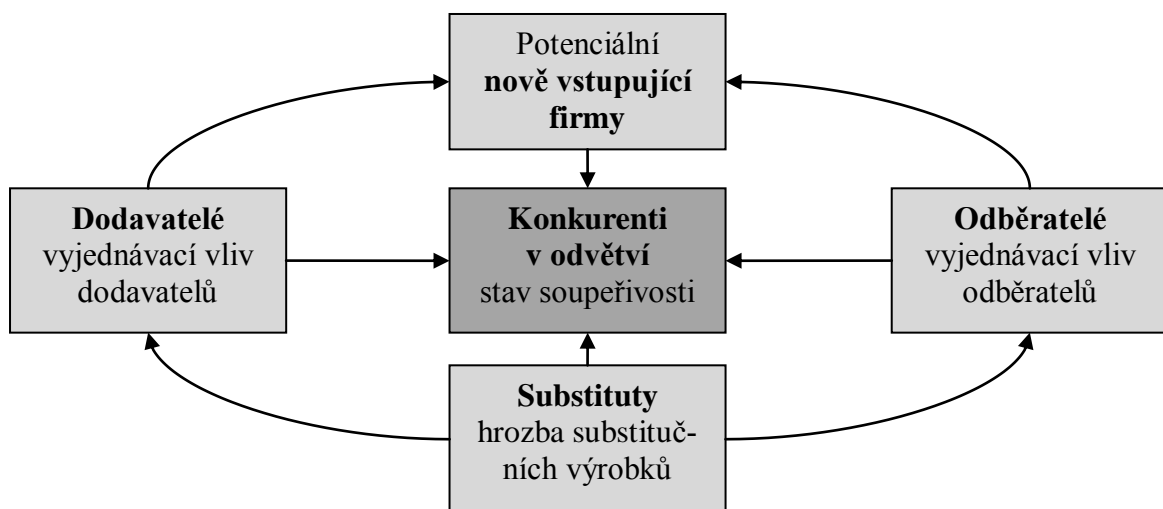 Potenciální
nově vstupující
firmy
Dodavatelé
vyjednávací vliv
dodavatelů
Konkurenti
v odvětví
stav soupeřivosti
Odběratelé
vyjednávací vliv
odběratelů
Substituty
hrozba substituč-
ních výrobků